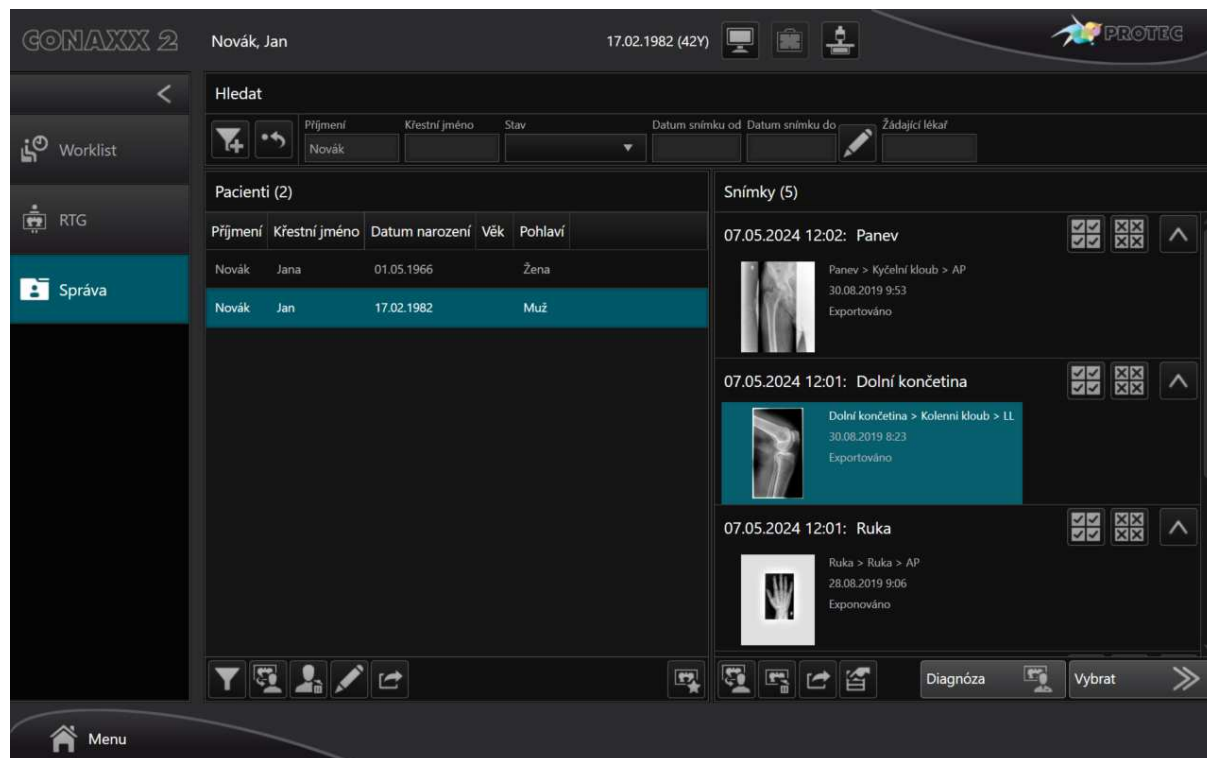 CONAXX 2
Novák, Jan
17.02.1982 (42Y)
PROTEC
Hledat
Worklist
RTG
Správa
Příjmení
Křestní jméno
Stav
Datum snímku od
Datum snímku do
Žádající lékař
Novák
Pacienti (2)
Příjmení Křestní jméno Datum narození Věk Pohlaví
Novák Jana 01.05.1966 Žena
Novák Jan 17.02.1982 Muž
Snímky (5)
07.05.2024 12:02: Panev
Panev > Kyčelní kloub > AP
30.08.2019 9:53
Exportováno
07.05.2024 12:01: Dolní končetina
Dolní končetina > Kolenni kloub > LL
30.08.2019 8:23
Exportováno
07.05.2024 12:01: Ruka
Ruka > Ruka > AP
28.08.2019 9:06
Exponováno
Diagnóza
Vybrat
Menu